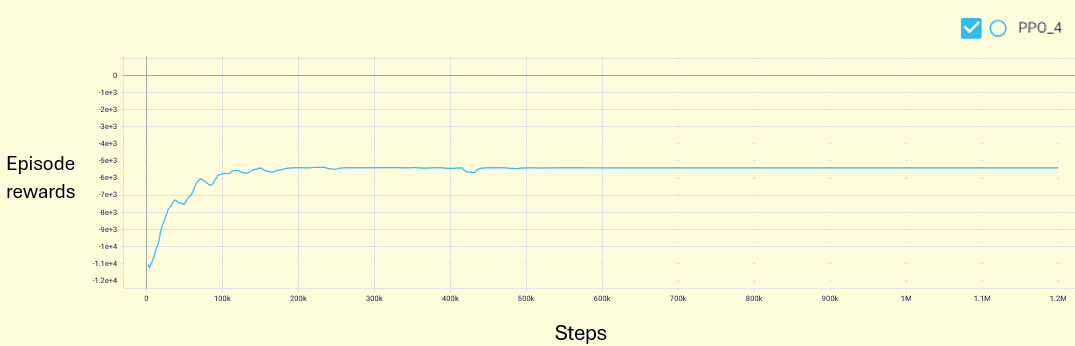 PPO_4
0
-1e+3
-2e+3
-3e+3
-4e+3
-5e+3
-6e+3
-7e+3
-8e+3
-9e+3
-1e+4
-1.1e+4
-1.2e+4
Episode
rewards
0 100k 200k 300k 400k 500k 600k 700k 800k 900k 1M 1.1M 1.2M
Steps